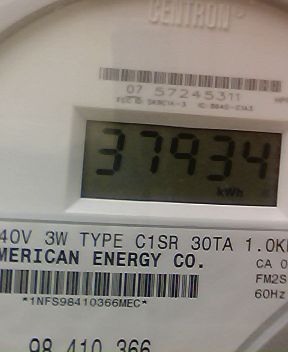 CENTRON®
07 57245311
37934
kWh
40V 3W TYPE C1SR 30TA 1.0K
MERICAN ENERGY CO.
CA 0
FM2S
60Hz
*1NFS98410366MEC*
98 410 366